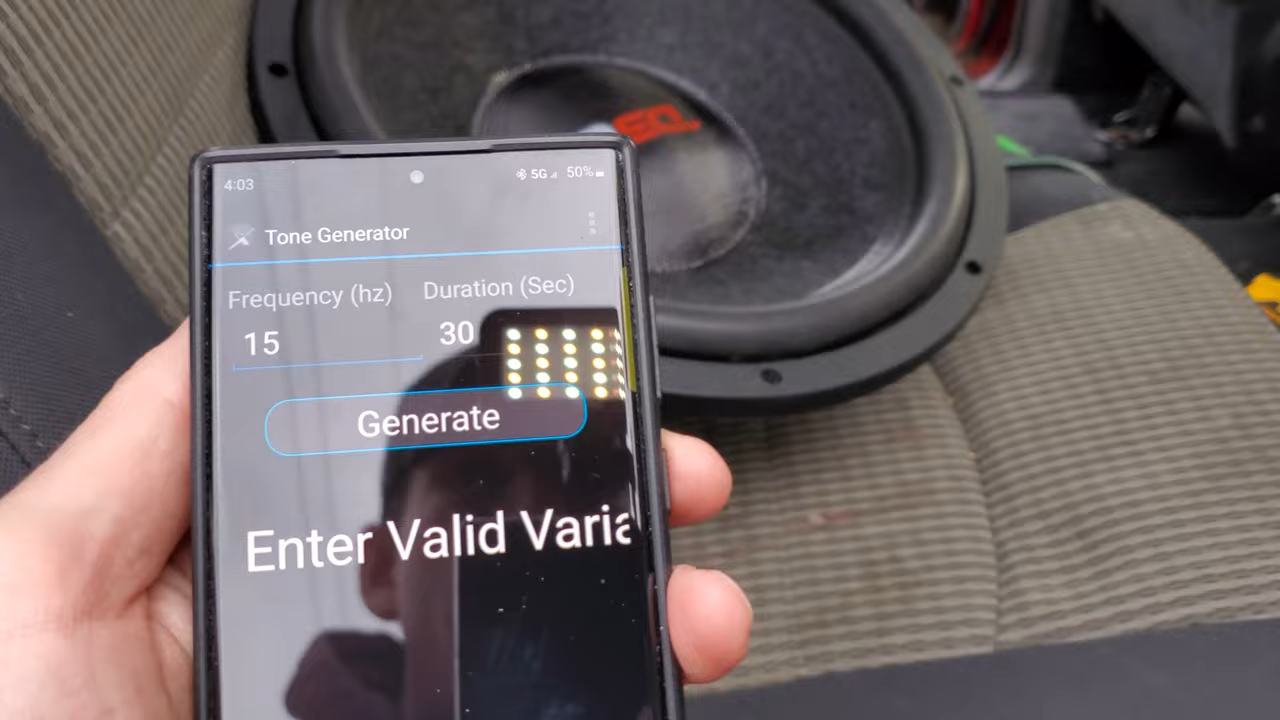 4:03 5G 50%
Tone Generator
Frequency (hz) Duration (Sec)
15 30
Generate
Enter Valid Varia